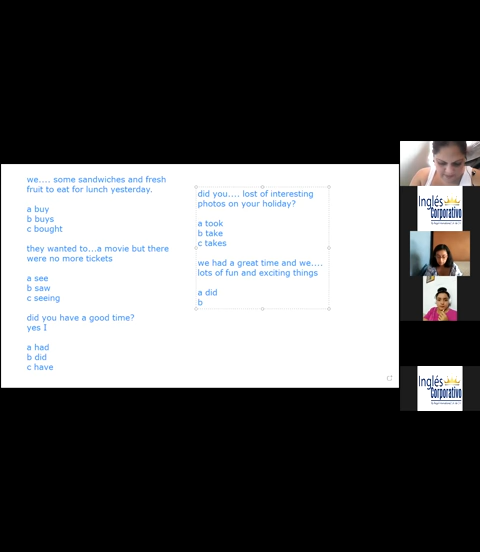 we.... some sandwiches and fresh
fruit to eat for lunch yesterday.
a buy
b buys
c bought
they wanted to...a movie but there
were no more tickets
a see
b saw
c seeing
did you have a good time?
yes I
a had
b did
c have
did you.... lost of interesting
photos on your holiday?
a took
b take
c takes
we had a great time and we....
lots of fun and exciting things
a did
b
Inglés
Corporativo
Inglés
Corporativo